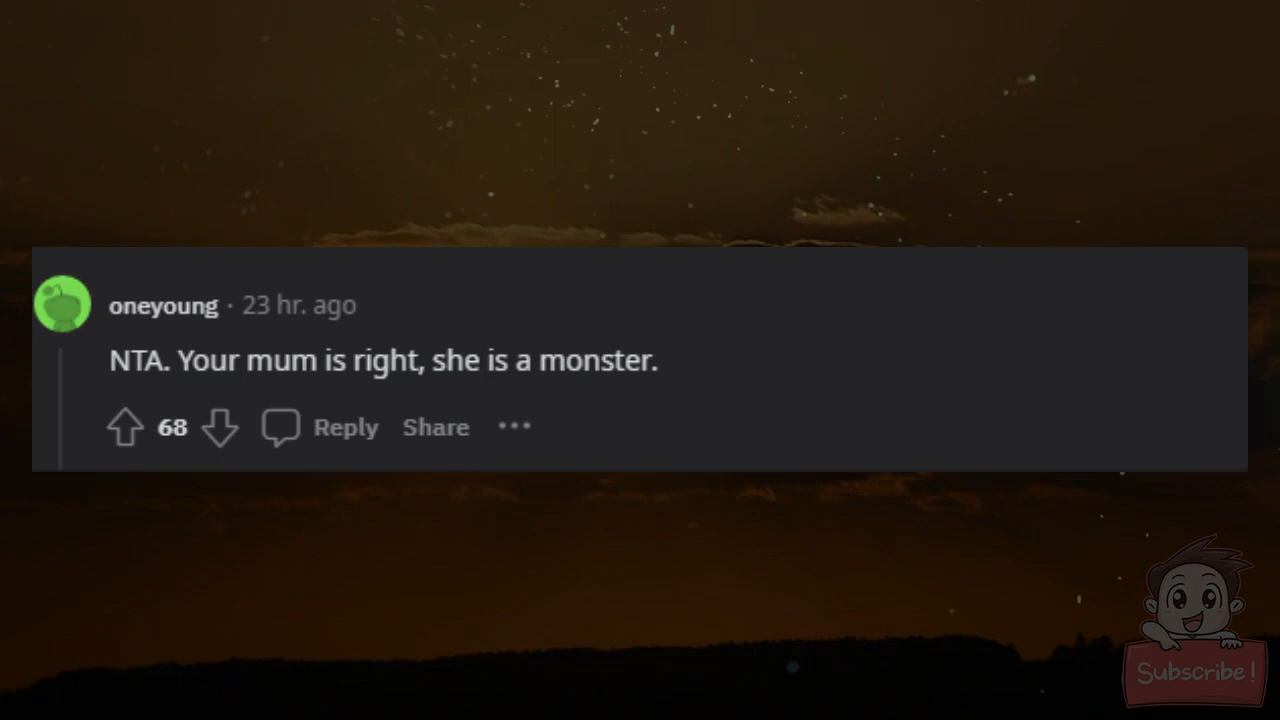 oneyoung · 23 hr. ago
NTA. Your mum is right, she is a monster.
68 Reply Share ···
Subscribe!